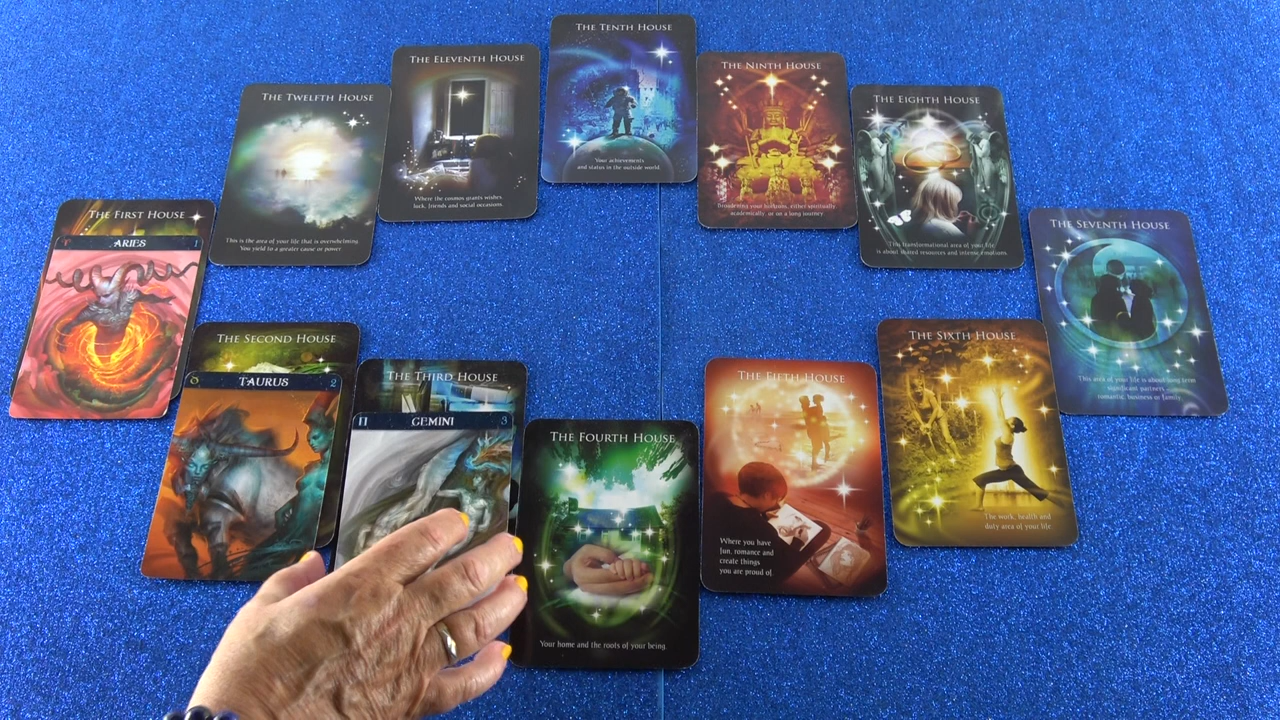 THE TENTH HOUSE
Your achievements
and status in the outside world.
THE ELEVENTH HOUSE
Where the cosmos grants wishes,
luck, friends and social occasions.
THE NINTH HOUSE
Broadening your horizons, either spiritually
academically, or on a long journey
THE TWELFTH HOUSE
This is the area of your life that is overwhelming
You yield to a greater cause or power
THE EIGHTH HOUSE
This transformational area of your life
is about shared resources and intense emotions.
THE FIRST HOUSE
ARIES 1
THE SEVENTH HOUSE
This area of your life is about long term
significant partners
romantic, business or family
THE SECOND HOUSE
♉ TAURUS 2
THE THIRD HOUSE
II GEMINI 3
THE FOURTH HOUSE
Your home and the roots of your being.
THE FIFTH HOUSE
Where you have
fun, romance and
create things
you are proud of.
THE SIXTH HOUSE
The work, health and
duty area of your life